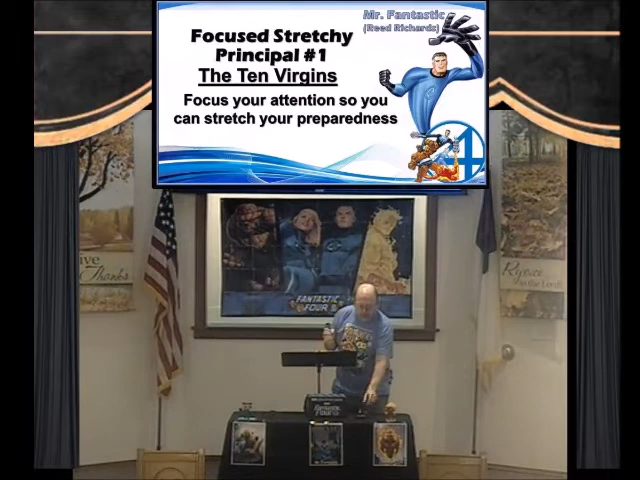 Mr. Fantastic
(Reed Richards)
Focused Stretchy
Principal #1
The Ten Virgins
Focus your attention so you
can stretch your preparedness
4
ive
Thanks
Rejoice
in the Lord!
FANTASTIC
FOUR